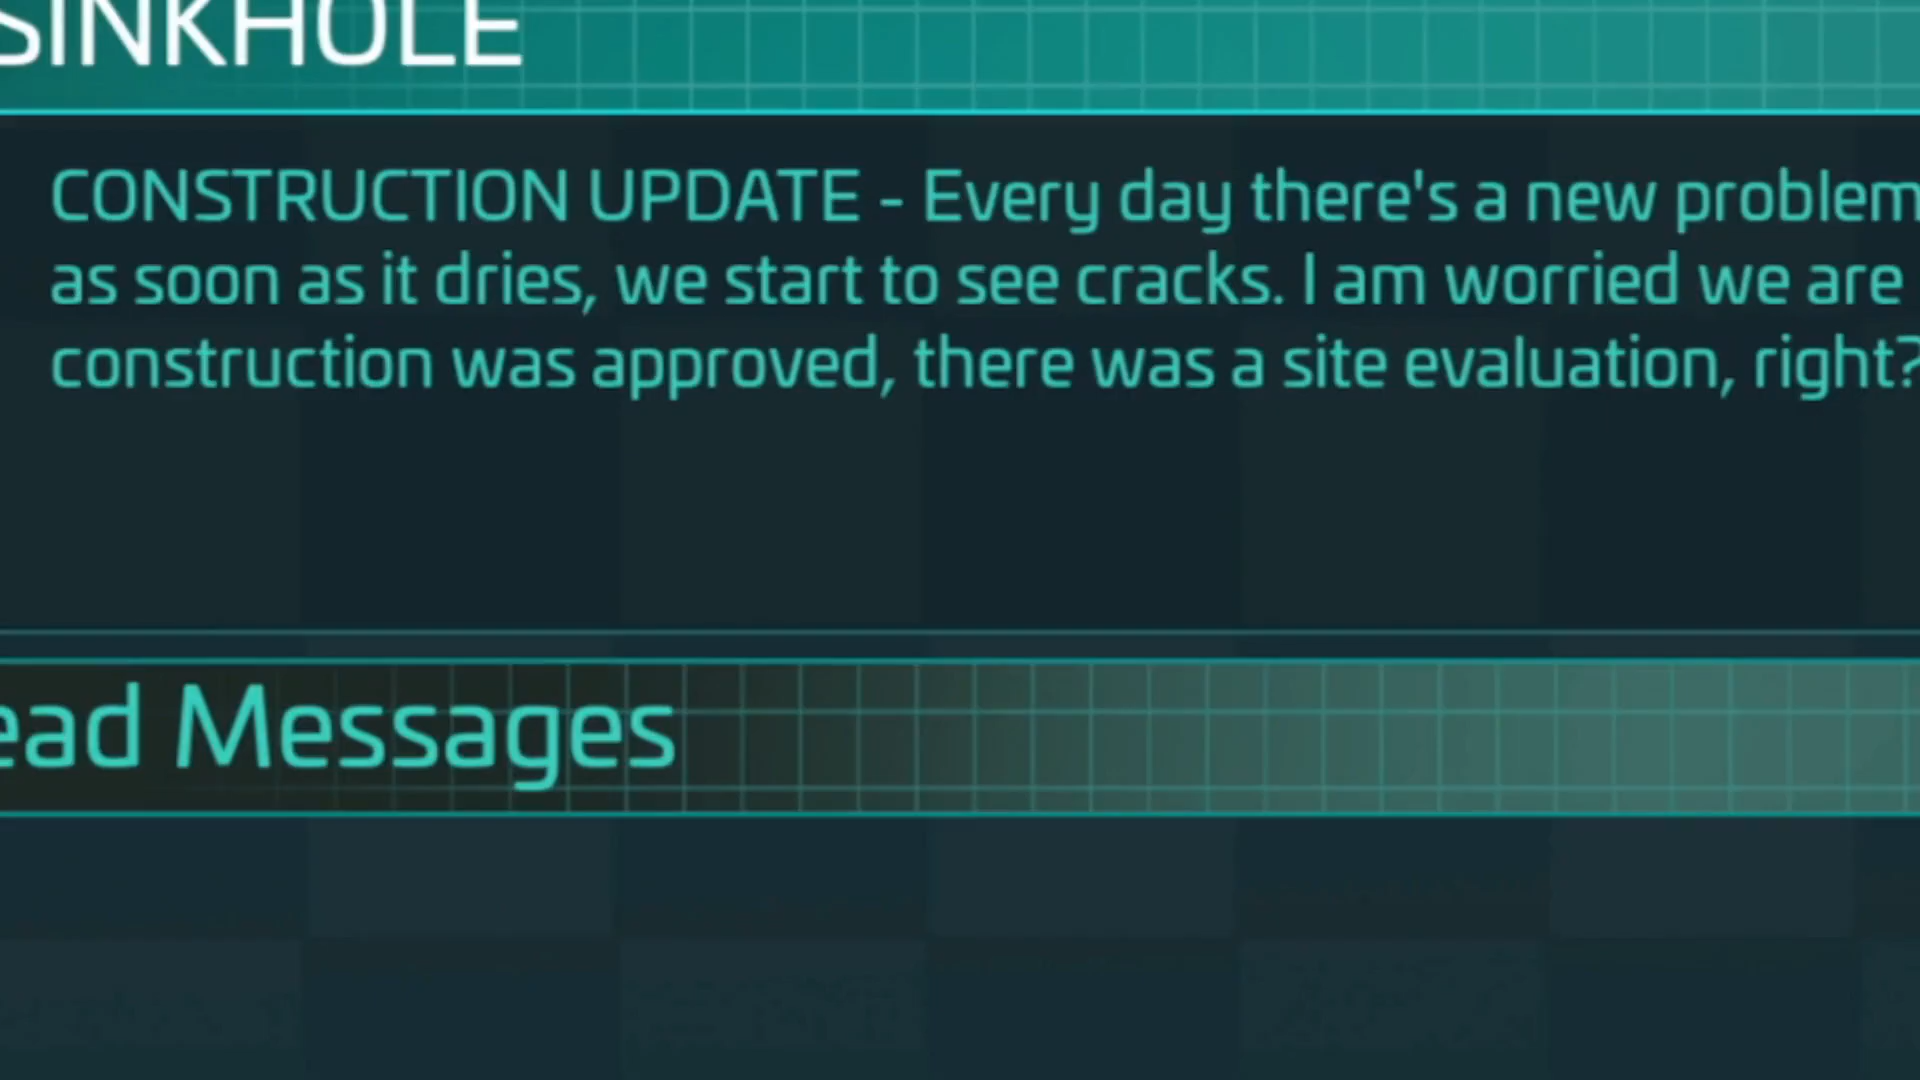 SINKHOLE
CONSTRUCTION UPDATE - Every day there's a new problem
as soon as it dries, we start to see cracks. I am worried we are
construction was approved, there was a site evaluation, right?
Messages